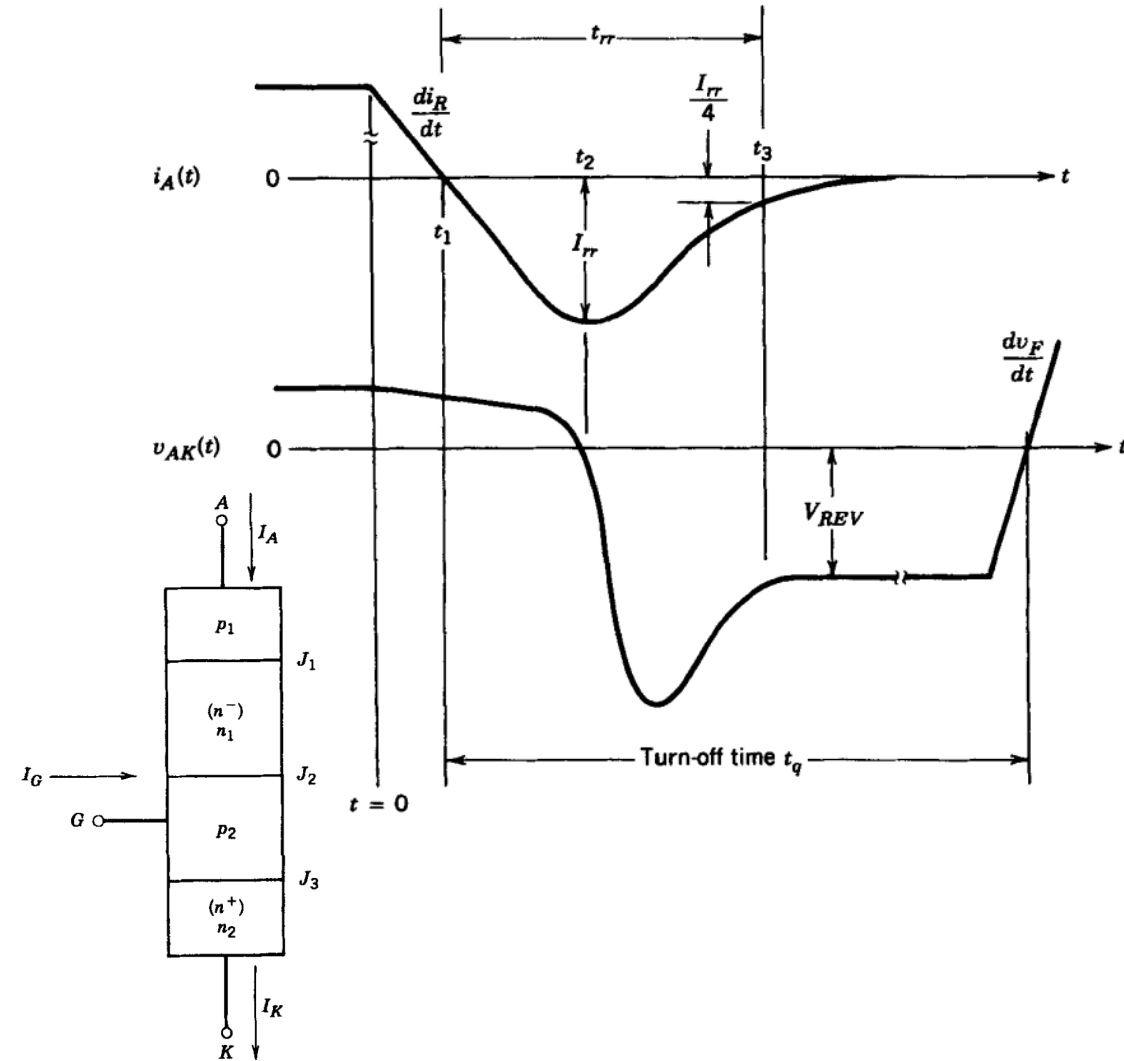 t_rr
di_R
dt
I_rr
4
t_2
t_3
i_A(t)
0
t
t_1
I_rr
dv_F
dt
v_AK(t)
0
t
V_REV
A
I_A
p_1
J_1
(n^-)
n_1
Turn-off time t_q
I_G
J_2
t = 0
G
p_2
J_3
(n^+)
n_2
I_K
K